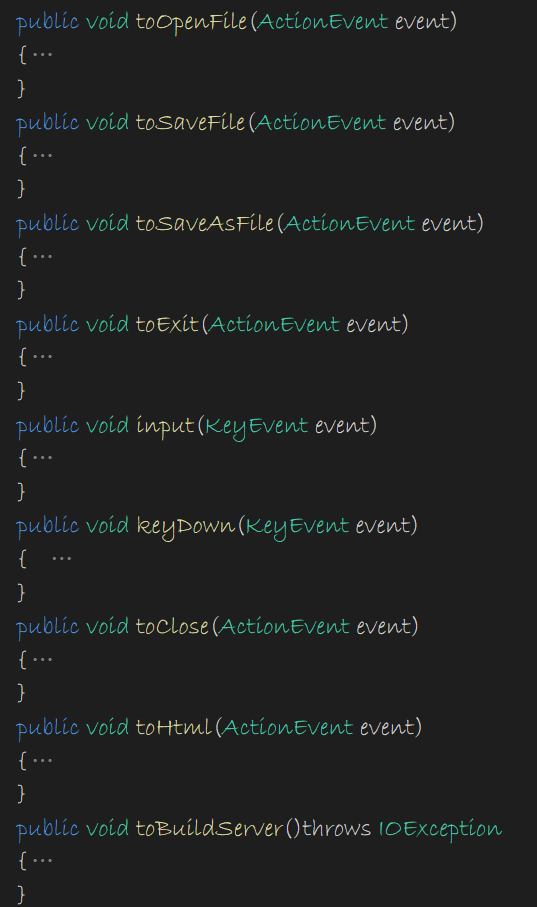 public void toOpenFile(ActionEvent event)
{ ...
}
public void toSaveFile(ActionEvent event)
{ ...
}
public void toSaveAsFile(ActionEvent event)
{ ...
}
public void toExit(ActionEvent event)
{ ...
}
public void input(KeyEvent event)
{ ...
}
public void keyDown(KeyEvent event)
{   ...
}
public void toClose(ActionEvent event)
{ ...
}
public void toHtml(ActionEvent event)
{ ...
}
public void toBuildServer()throws IOException
{ ...
}